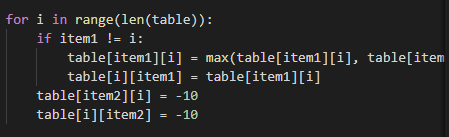 for i in range(len(table)):
    if item1 != i:
        table[item1][i] = max(table[item1][i], table[item
        table[i][item1] = table[item1][i]
    table[item2][i] = -10
    table[i][item2] = -10